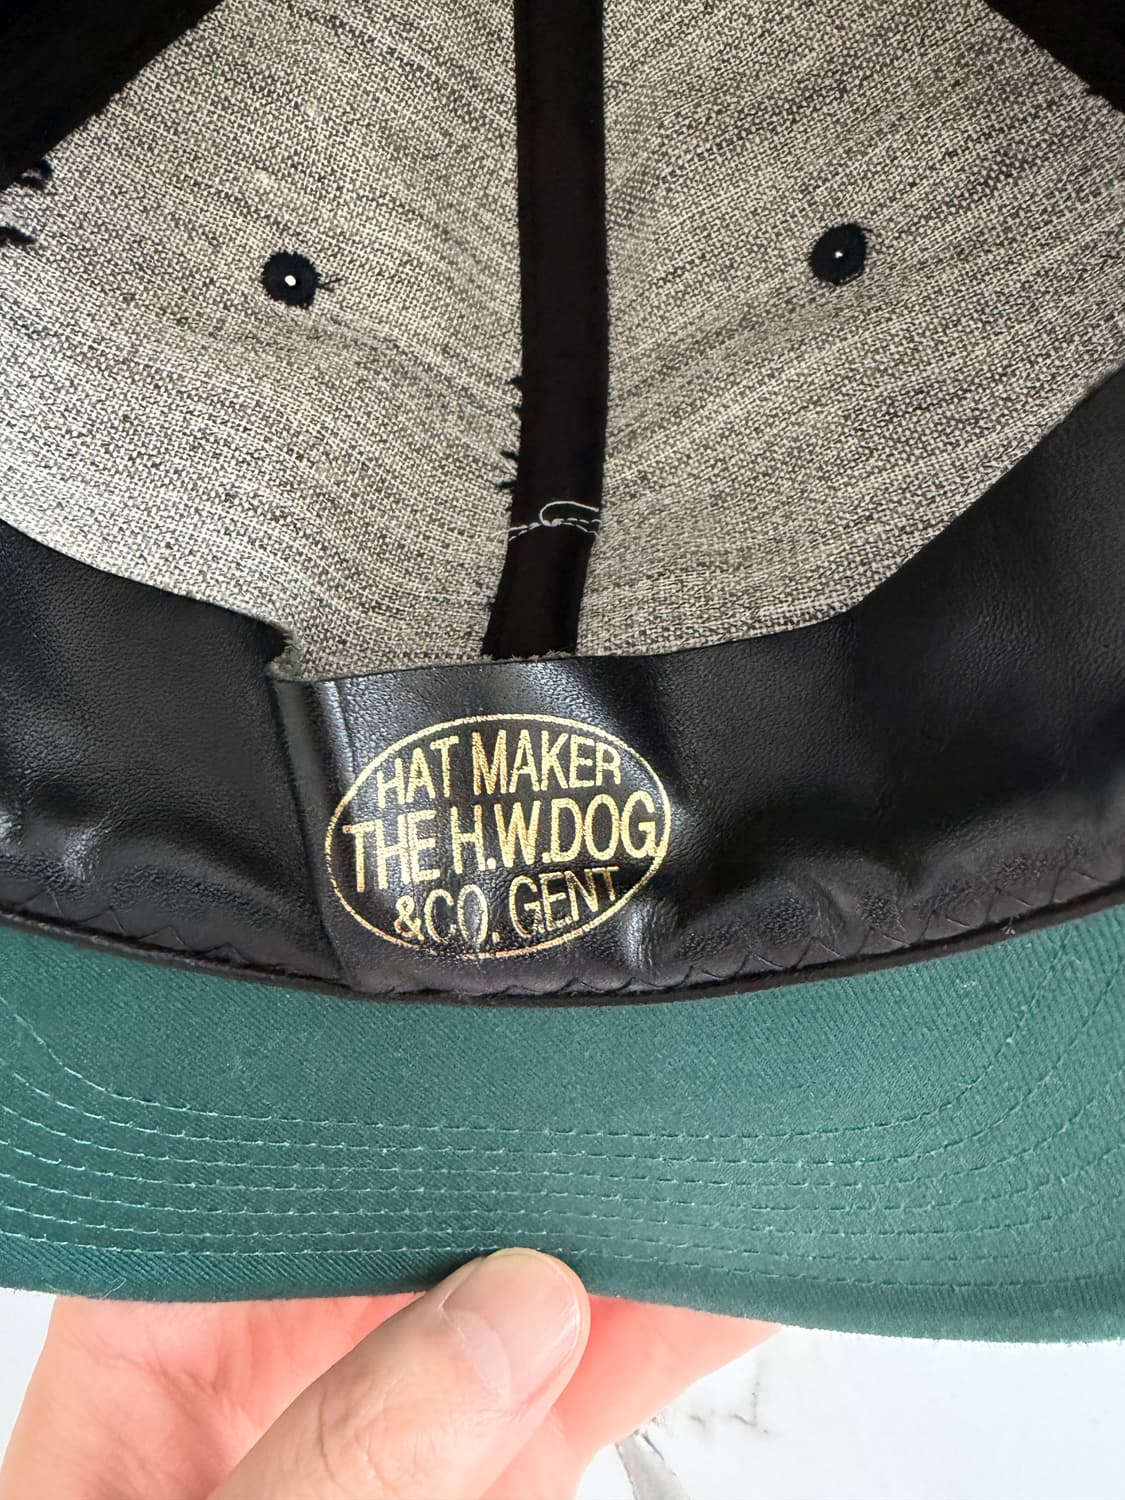 HAT MAKER
THE H.W.DOG
&CO. GENT